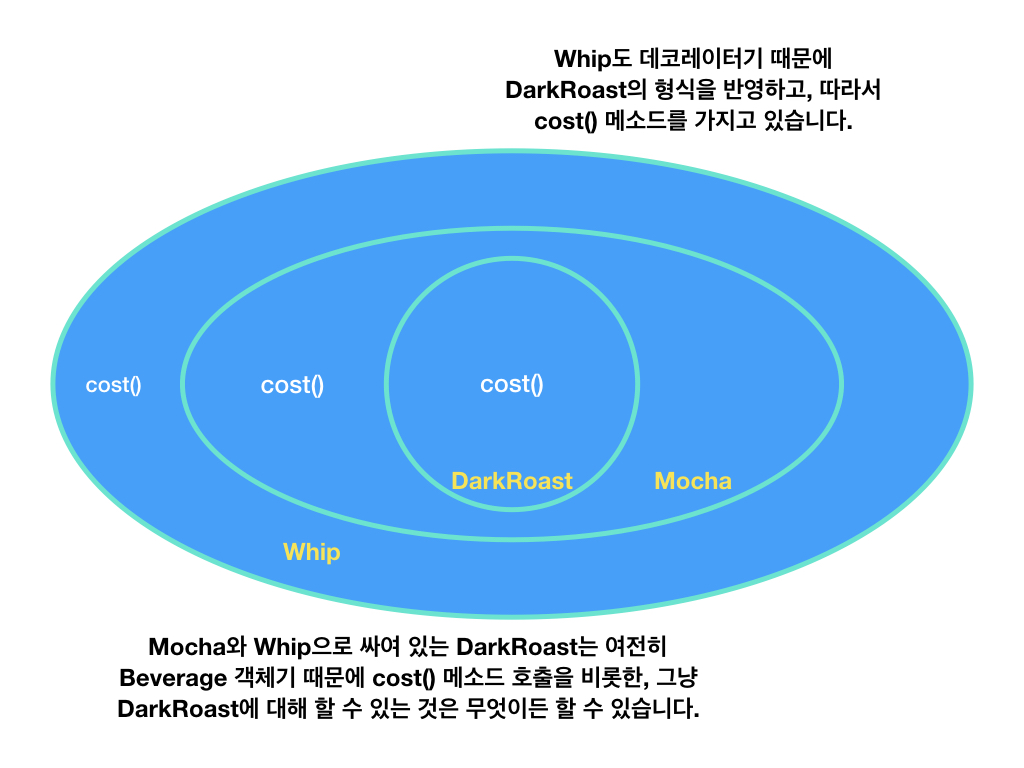 Whip도 데코레이터기 때문에
DarkRoast의 형식을 반영하고, 따라서
cost() 메소드를 가지고 있습니다.
cost()
cost()
cost()
DarkRoast
Mocha
Whip
Mocha와 Whip으로 싸여 있는 DarkRoast는 여전히
Beverage 객체기 때문에 cost() 메소드 호출을 비롯한, 그냥
DarkRoast에 대해 할 수 있는 것은 무엇이든 할 수 있습니다.